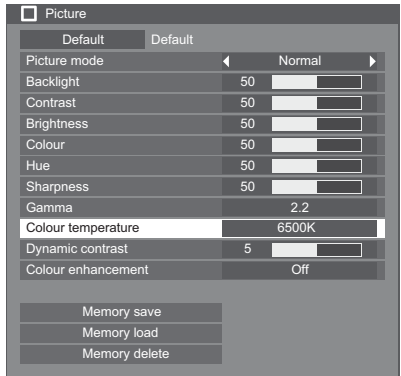 Picture
Default Default
Picture mode Normal
Backlight 50
Contrast 50
Brightness 50
Colour 50
Hue 50
Sharpness 50
Gamma 2.2
Colour temperature 6500K
Dynamic contrast 5
Colour enhancement Off
Memory save
Memory load
Memory delete